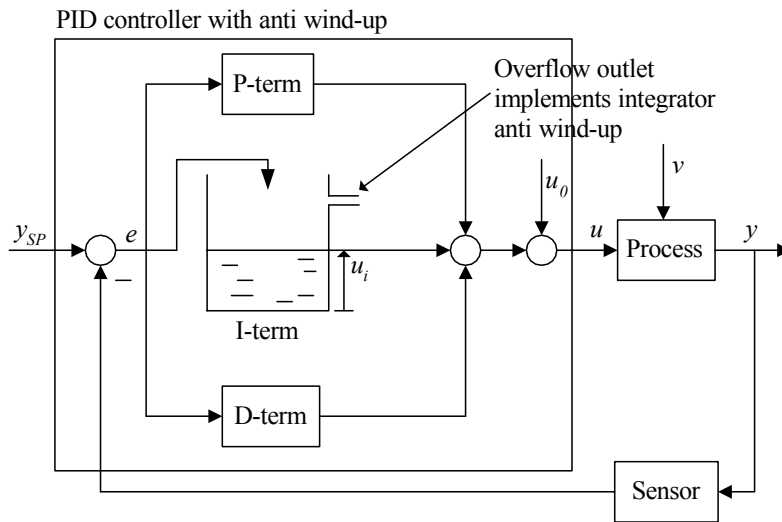 PID controller with anti wind-up
P-term
Overflow outlet
implements integrator
anti wind-up
u0
v
ySP
e
u
Process
y
ui
I-term
D-term
Sensor